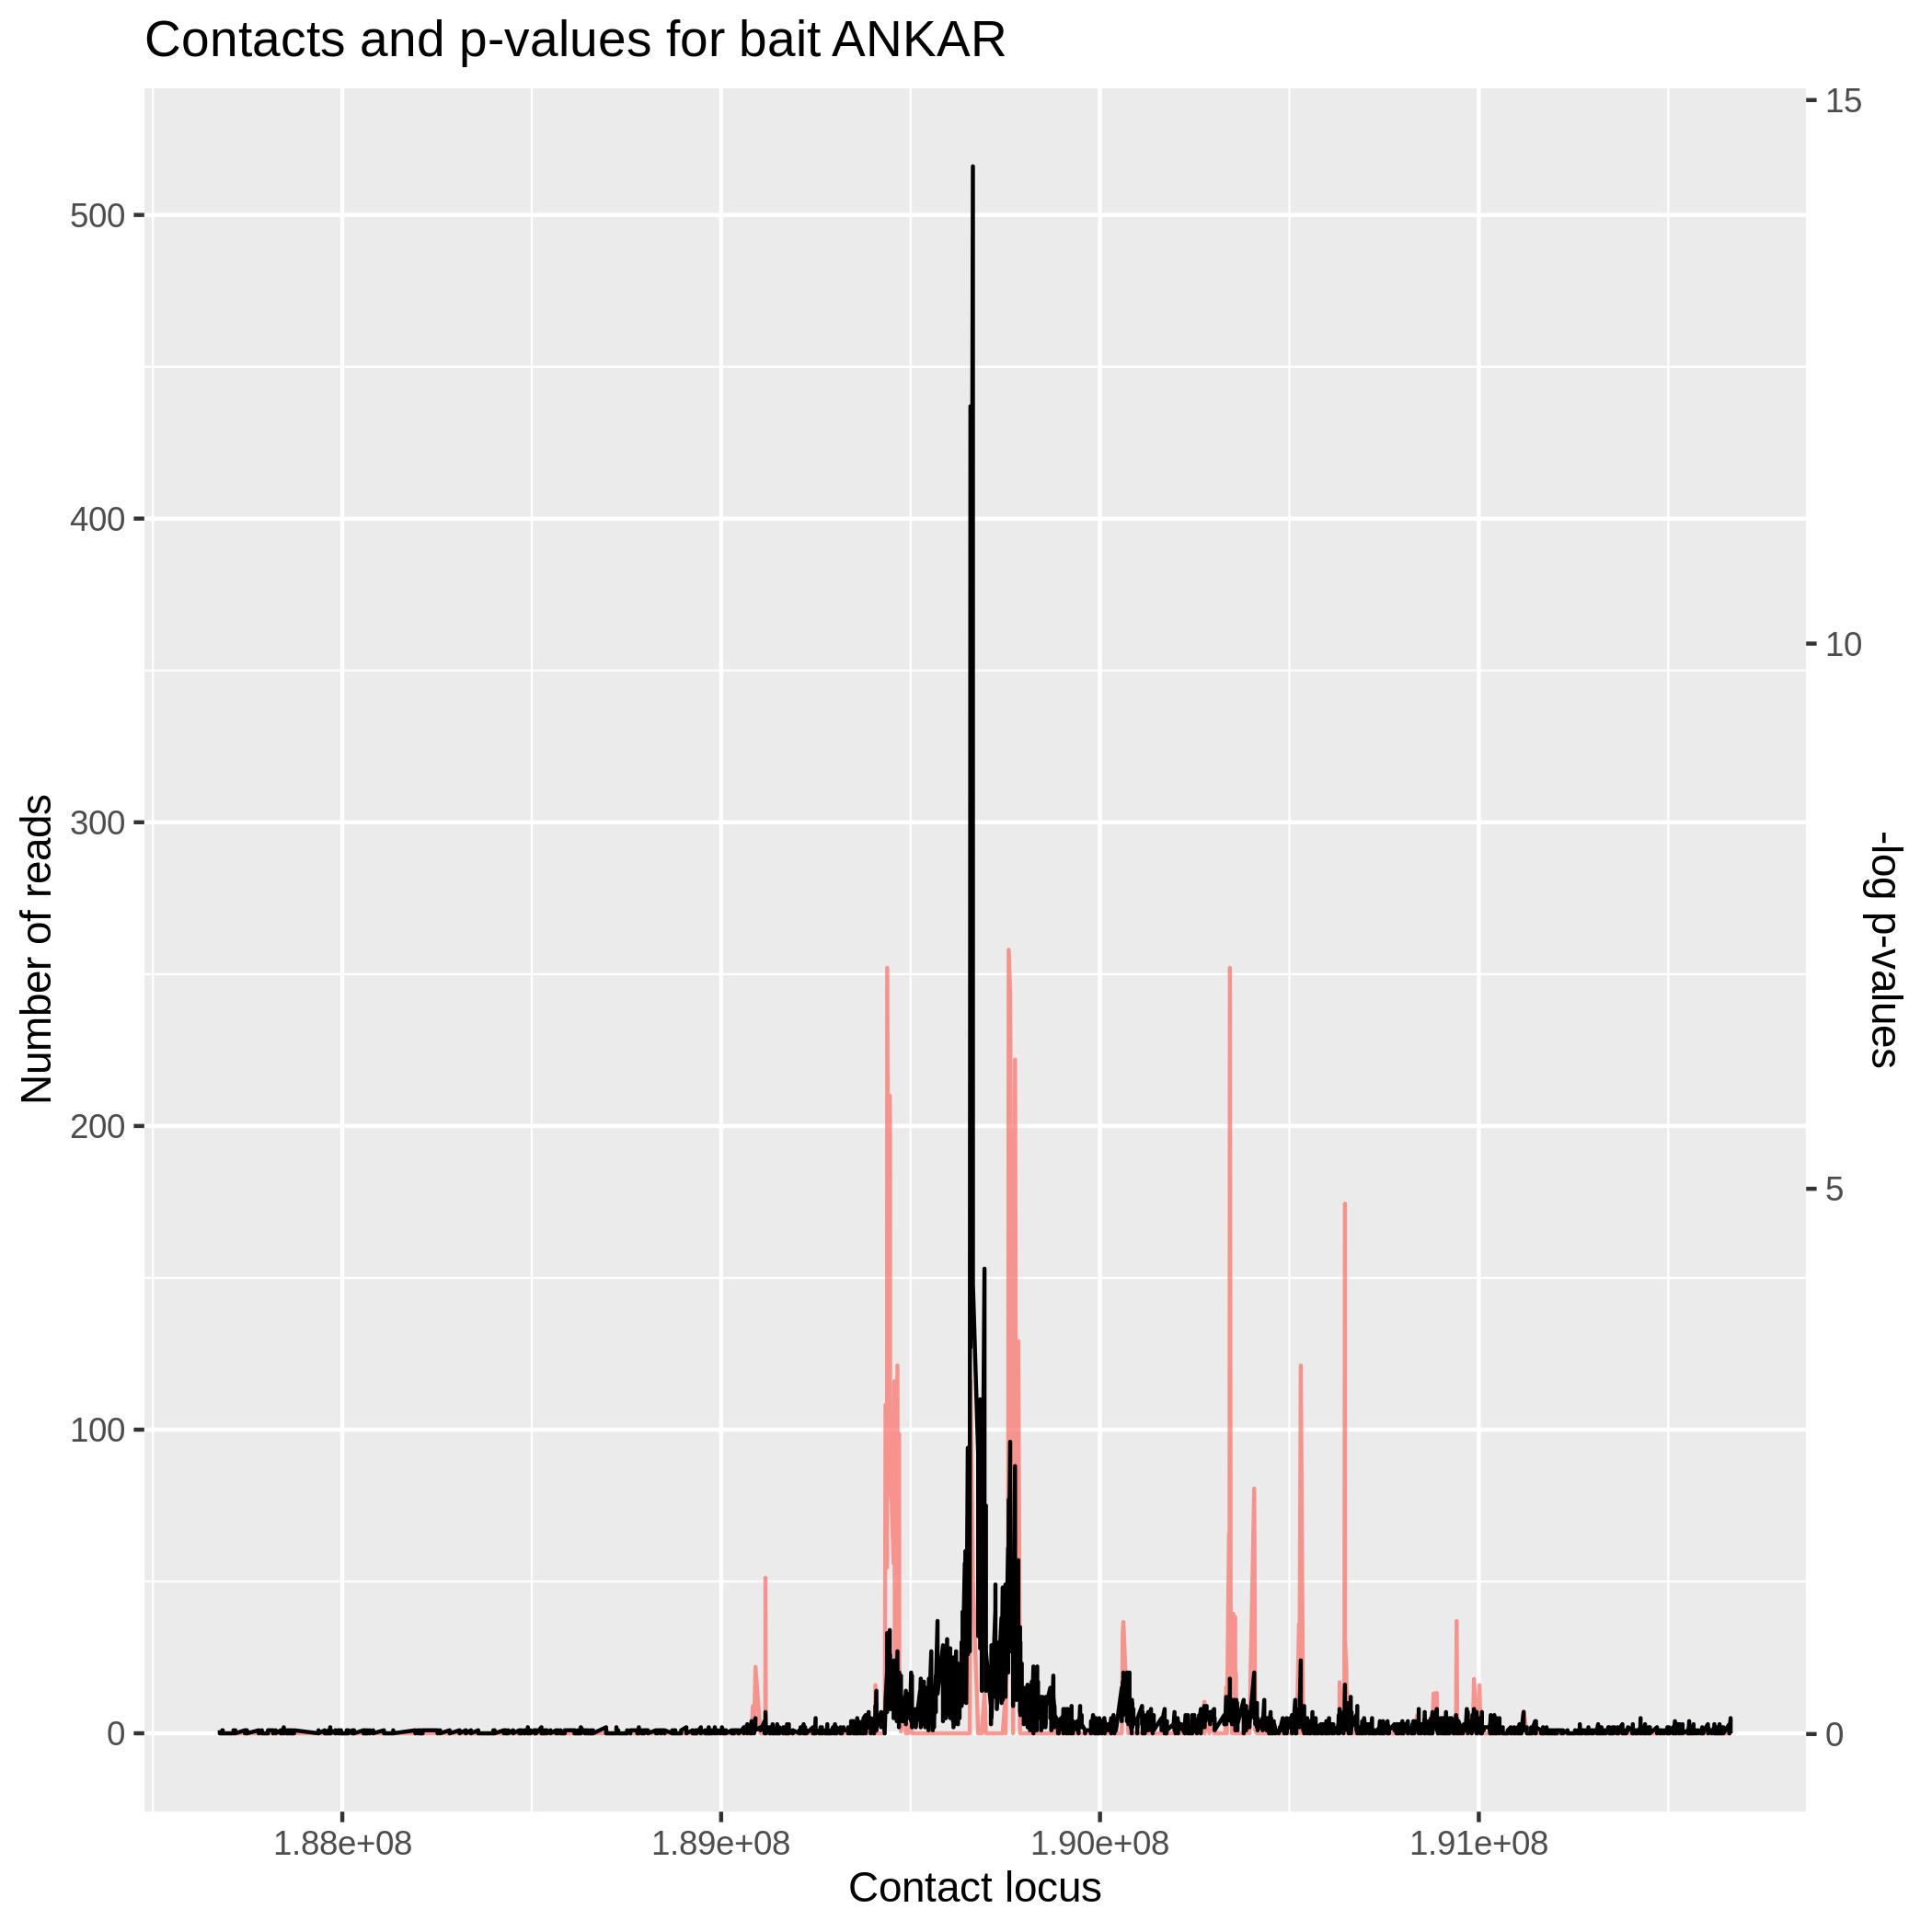 Contacts and p-values for bait ANKAR
Number of reads
500
400
300
200
100
0
15
10
5
0
-log p-values
1.88e+08
1.89e+08
1.90e+08
1.91e+08
Contact locus